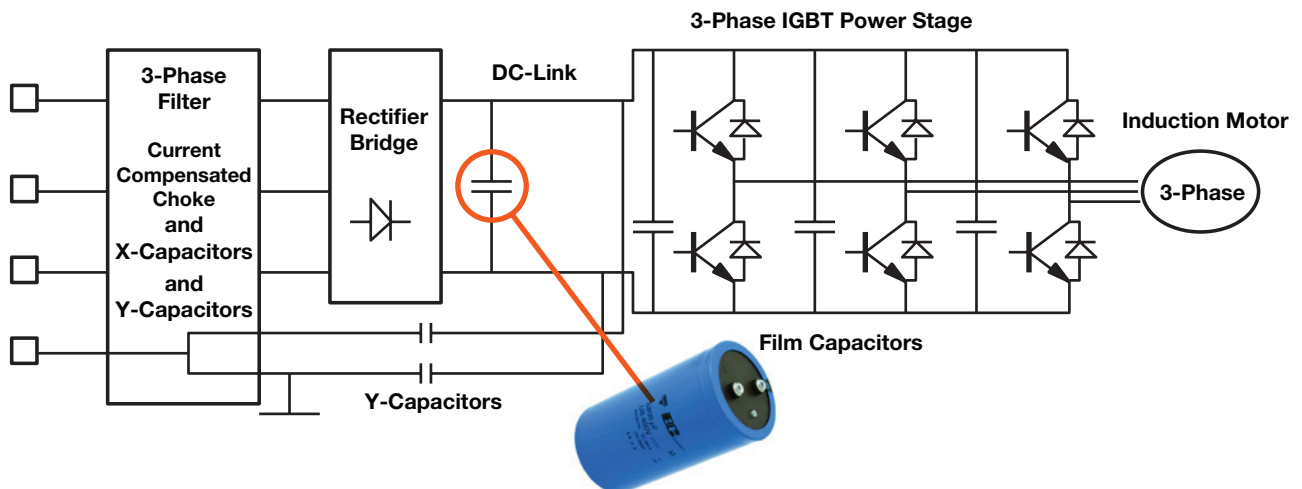 3-Phase IGBT Power Stage
3-Phase
Filter
Current
Compensated
Choke
and
X-Capacitors
and
Y-Capacitors
Rectifier
Bridge
DC-Link
Induction Motor
3-Phase
Film Capacitors
Y-Capacitors